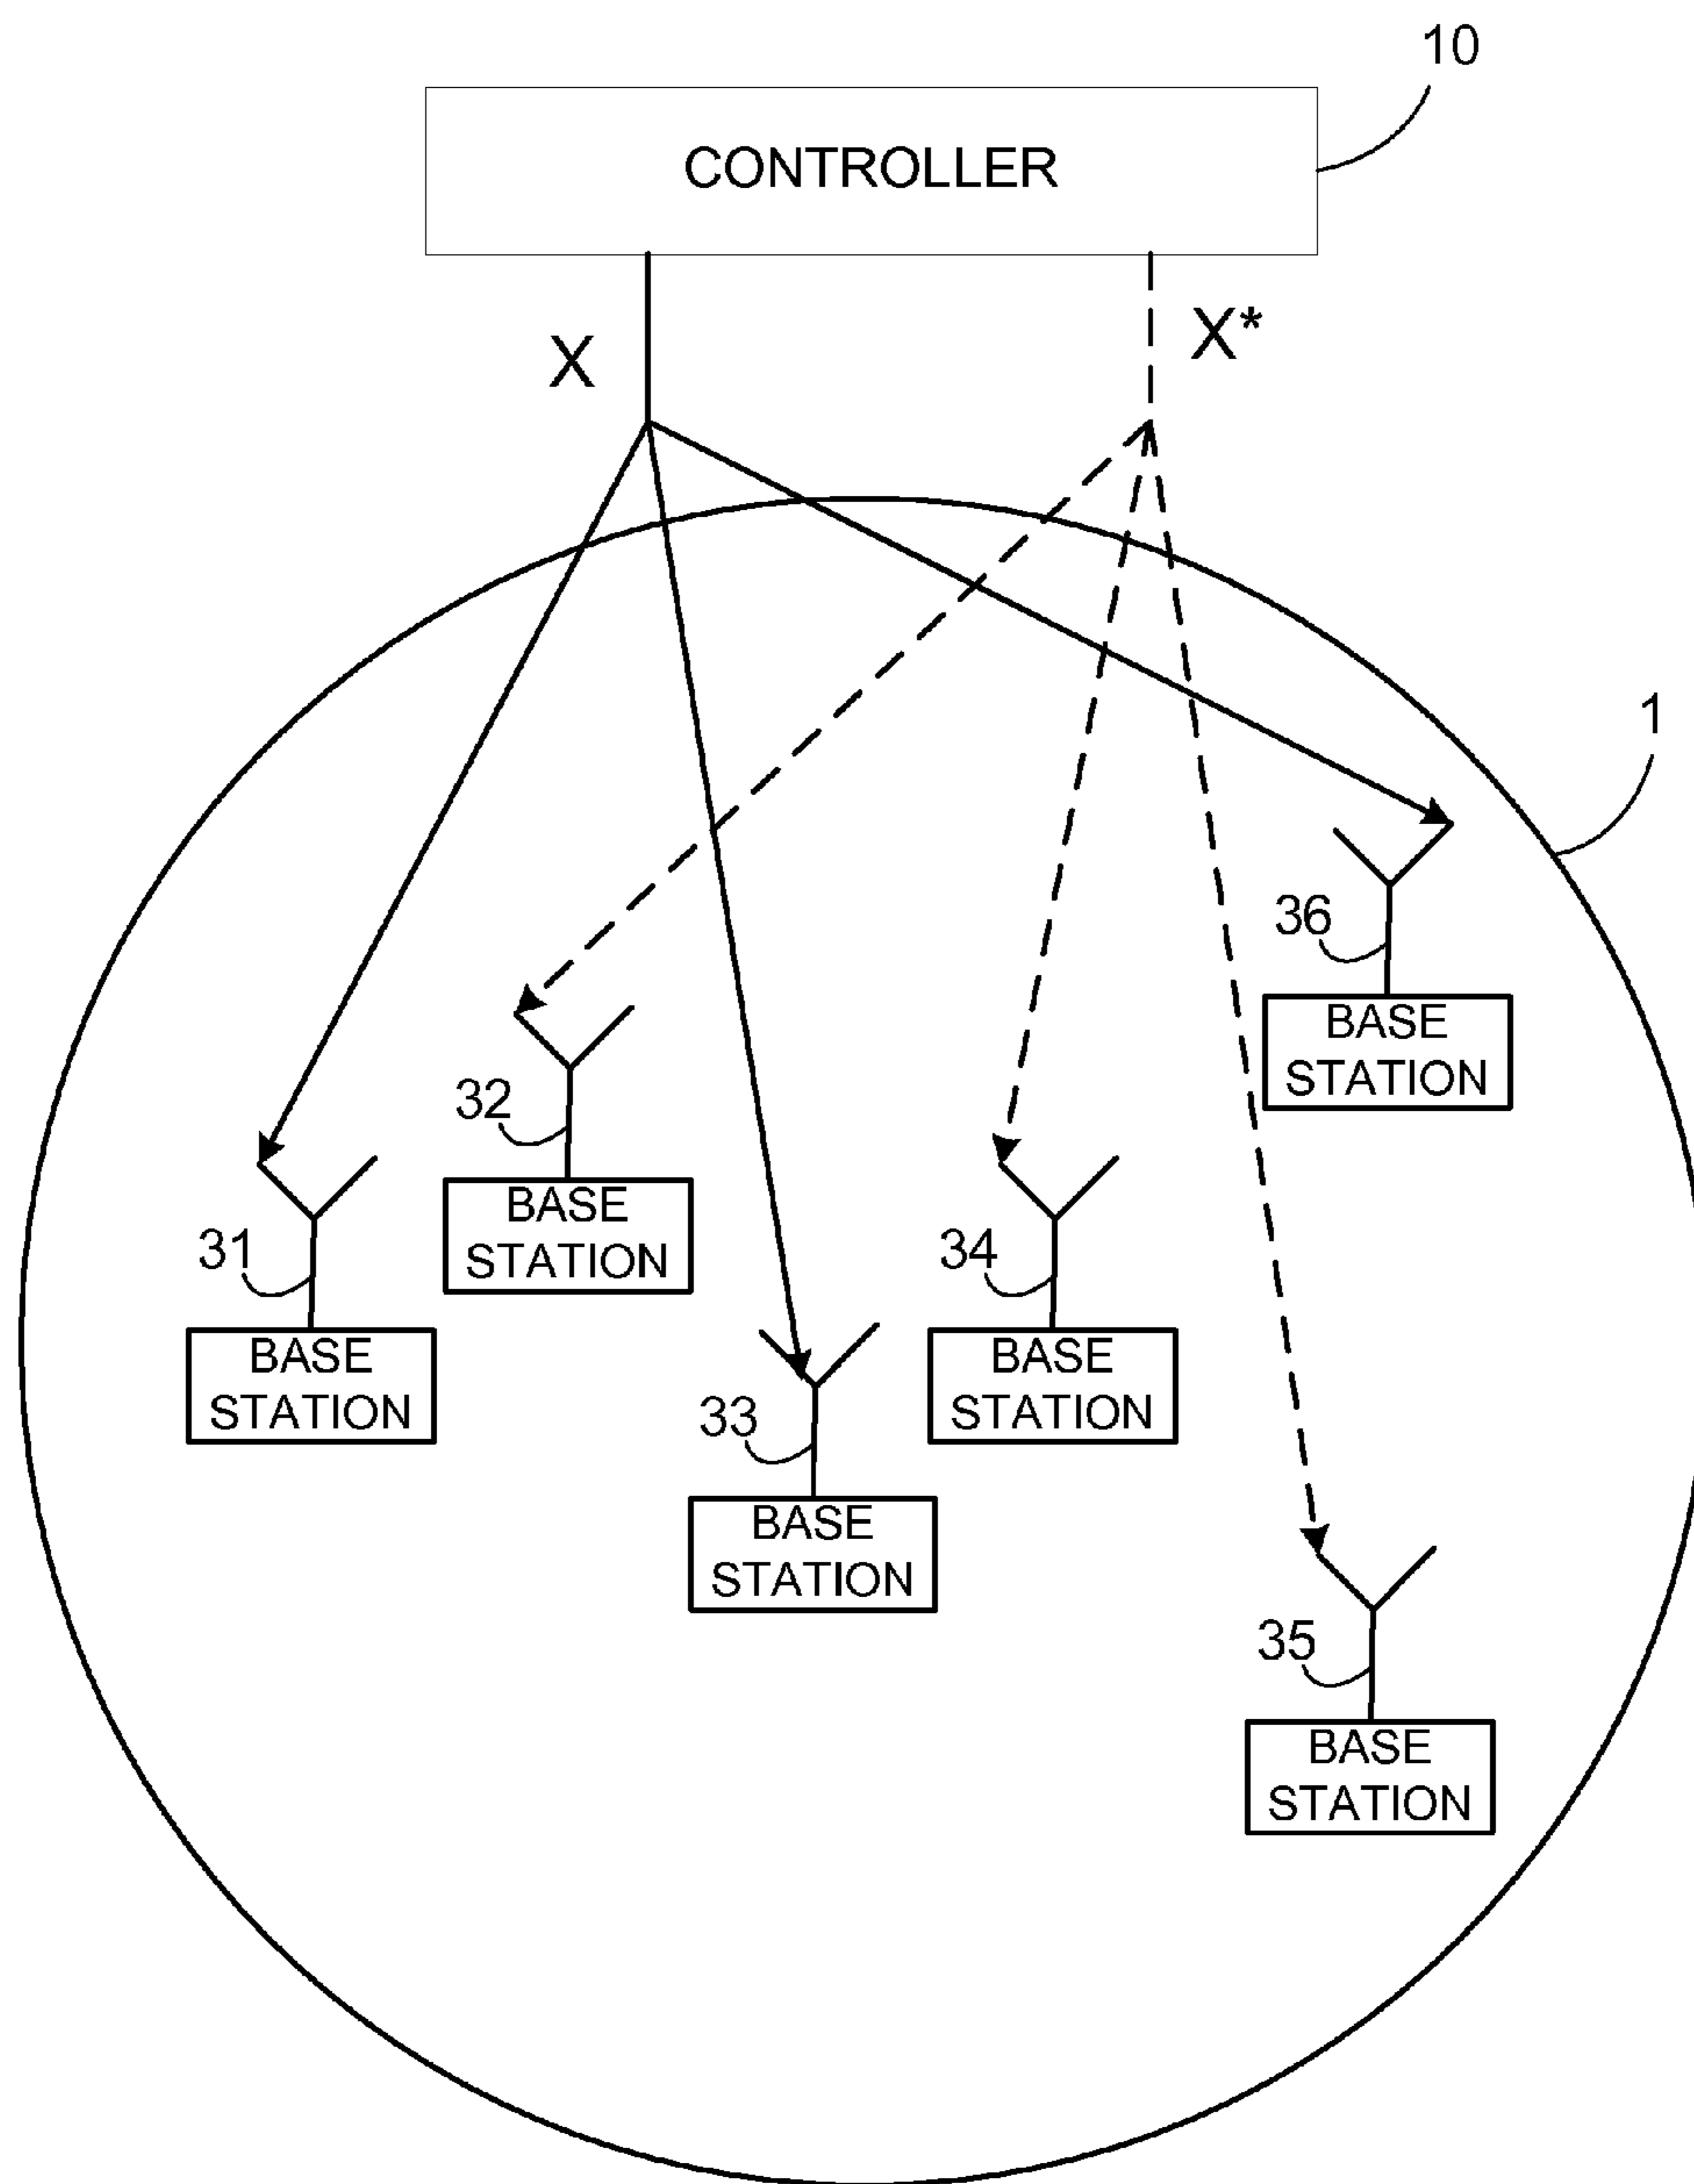 10
CONTROLLER
X
X*
1
36
BASE
STATION
32
BASE
STATION
31
BASE
STATION
34
BASE
STATION
33
BASE
STATION
35
BASE
STATION